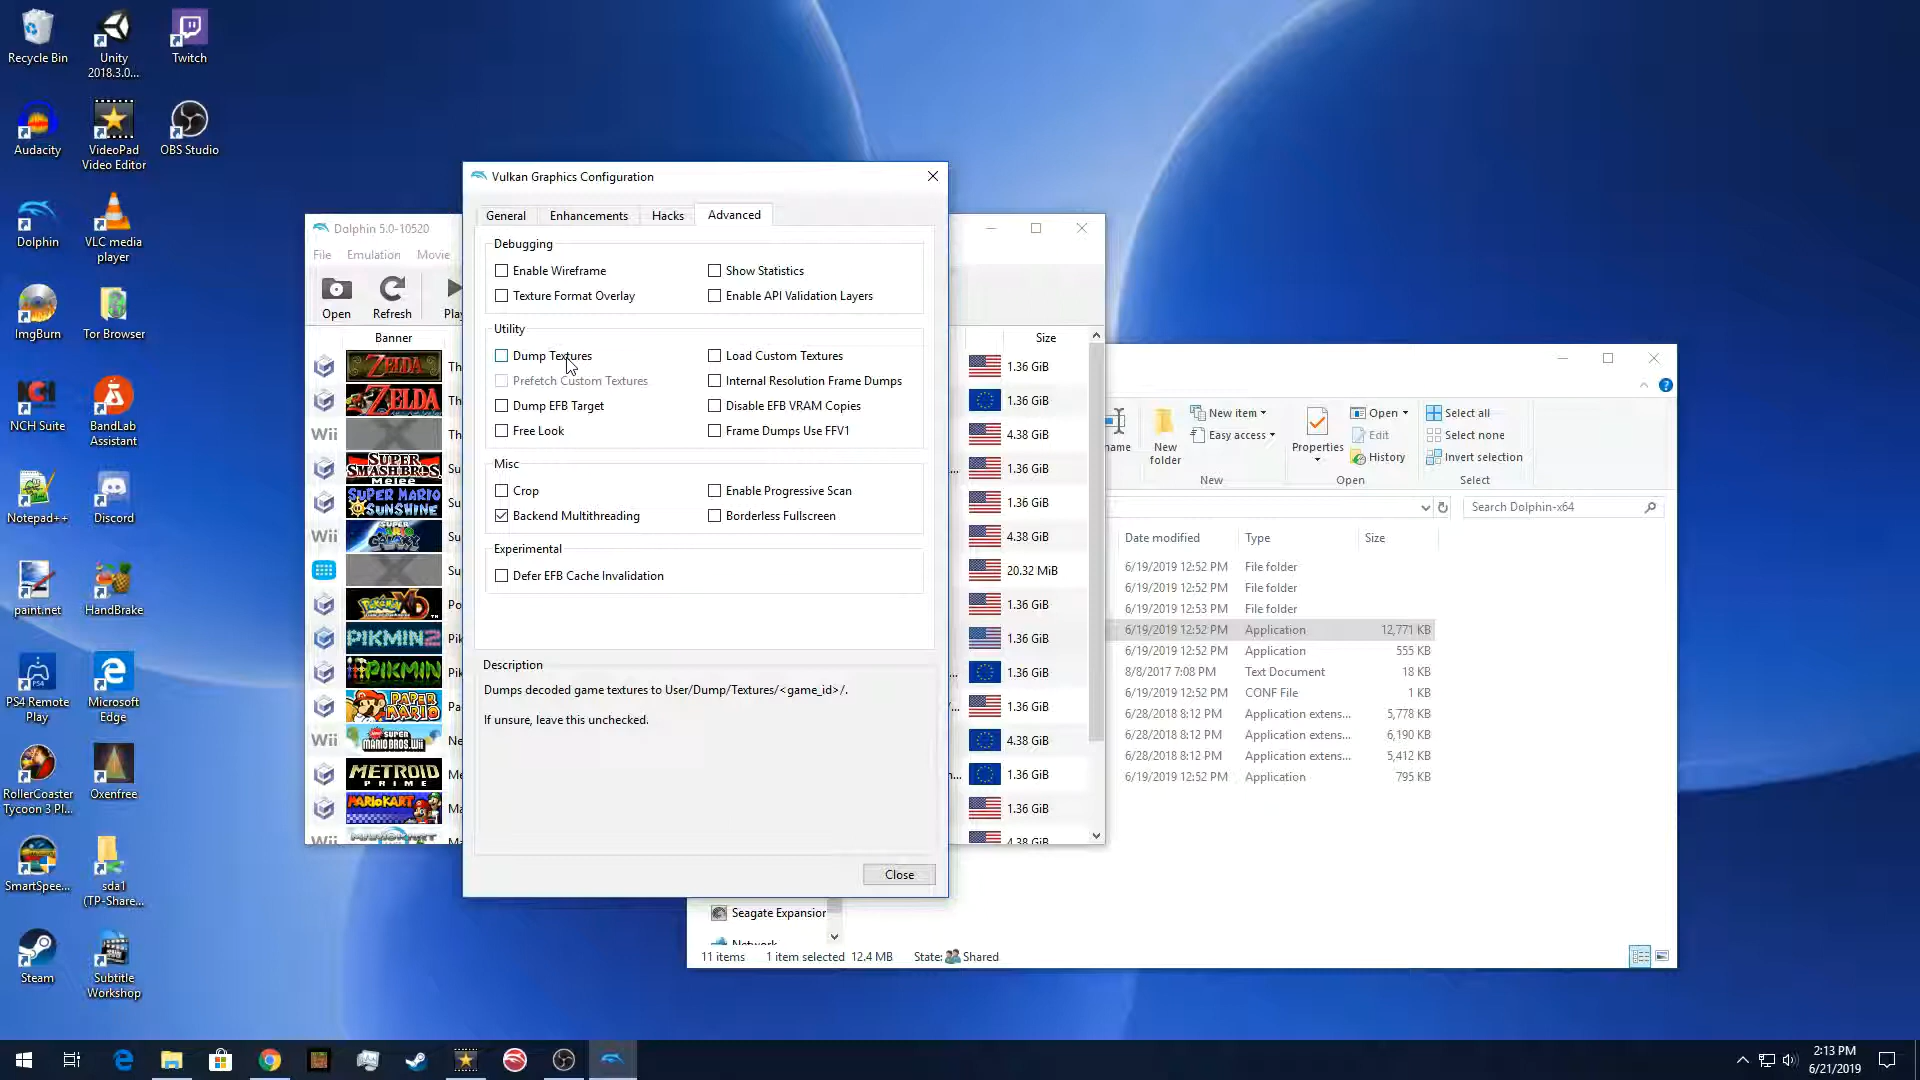 Recycle Bin
Unity
2018.3.0...
Twitch
Audacity
VideoPad
Video Editor
OBS Studio
Dolphin
VLC media
player
ImgBurn
Tor Browser
NCH Suite
BandLab
Assistant
Notepad++
Discord
paint.net
HandBrake
PS4 Remote
Play
Microsoft
Edge
RollerCoaster
Tycoon 3 Pl...
Oxenfree
SmartSpee...
sda1
(TP-Share...
Steam
Subtitle
Workshop
Dolphin 5.0-10520
File Emulation Movie
Open Refresh Play
Banner Size
ZELDA Th 1.36 GiB
ZELDA Th 1.36 GiB
Wii Th 4.38 GiB
SUPER SMASH BROS. Melee Su 1.36 GiB
SUPER MARIO SUNSHINE Su 1.36 GiB
Wii SUPER MARIO GALAXY Su 4.38 GiB
Su 20.32 MiB
POKÉMON XD Po 1.36 GiB
PIKMIN 2 Pik 1.36 GiB
PIKMIN Pik 1.36 GiB
PAPER MARIO Pa 1.36 GiB
Wii NEW SUPER MARIO BROS. Wii Ne 4.38 GiB
METROID PRIME Me 1.36 GiB
MARIOKART Ma 1.36 GiB
Wii MARIOKART Ma 4.38 GiB
Vulkan Graphics Configuration
General Enhancements Hacks Advanced
Debugging
Enable Wireframe Show Statistics
Texture Format Overlay Enable API Validation Layers
Utility
Dump Textures Load Custom Textures
Prefetch Custom Textures Internal Resolution Frame Dumps
Dump EFB Target Disable EFB VRAM Copies
Free Look Frame Dumps Use FFV1
Misc
Crop Enable Progressive Scan
Backend Multithreading Borderless Fullscreen
Experimental
Defer EFB Cache Invalidation
Description
Dumps decoded game textures to User/Dump/Textures/<game_id>/.
If unsure, leave this unchecked.
Close
name
New
folder
New item
Easy access
New
Properties
Open
Edit
History
Open
Select all
Select none
Invert selection
Select
Search Dolphin-x64
Date modified Type Size
6/19/2019 12:52 PM File folder
6/19/2019 12:52 PM File folder
6/19/2019 12:53 PM File folder
6/19/2019 12:52 PM Application 12,771 KB
6/19/2019 12:52 PM Application 555 KB
8/8/2017 7:08 PM Text Document 18 KB
6/19/2019 12:52 PM CONF File 1 KB
6/28/2018 8:12 PM Application extens... 5,778 KB
6/28/2018 8:12 PM Application extens... 6,190 KB
6/28/2018 8:12 PM Application extens... 5,412 KB
6/19/2019 12:52 PM Application 795 KB
Seagate Expansion
Network
11 items 1 item selected 12.4 MB State: Shared
2:13 PM
6/21/2019